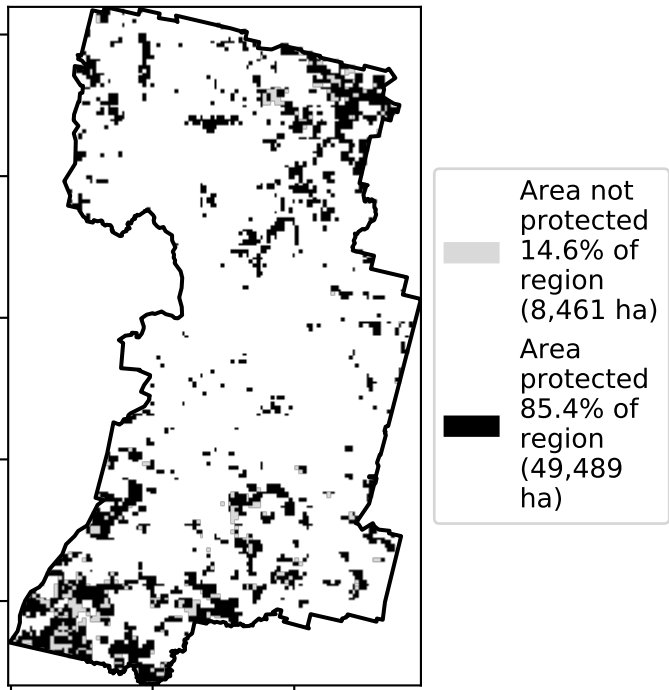 Area not
protected
14.6% of
region
(8,461 ha)
Area
protected
85.4% of
region
(49,489
ha)